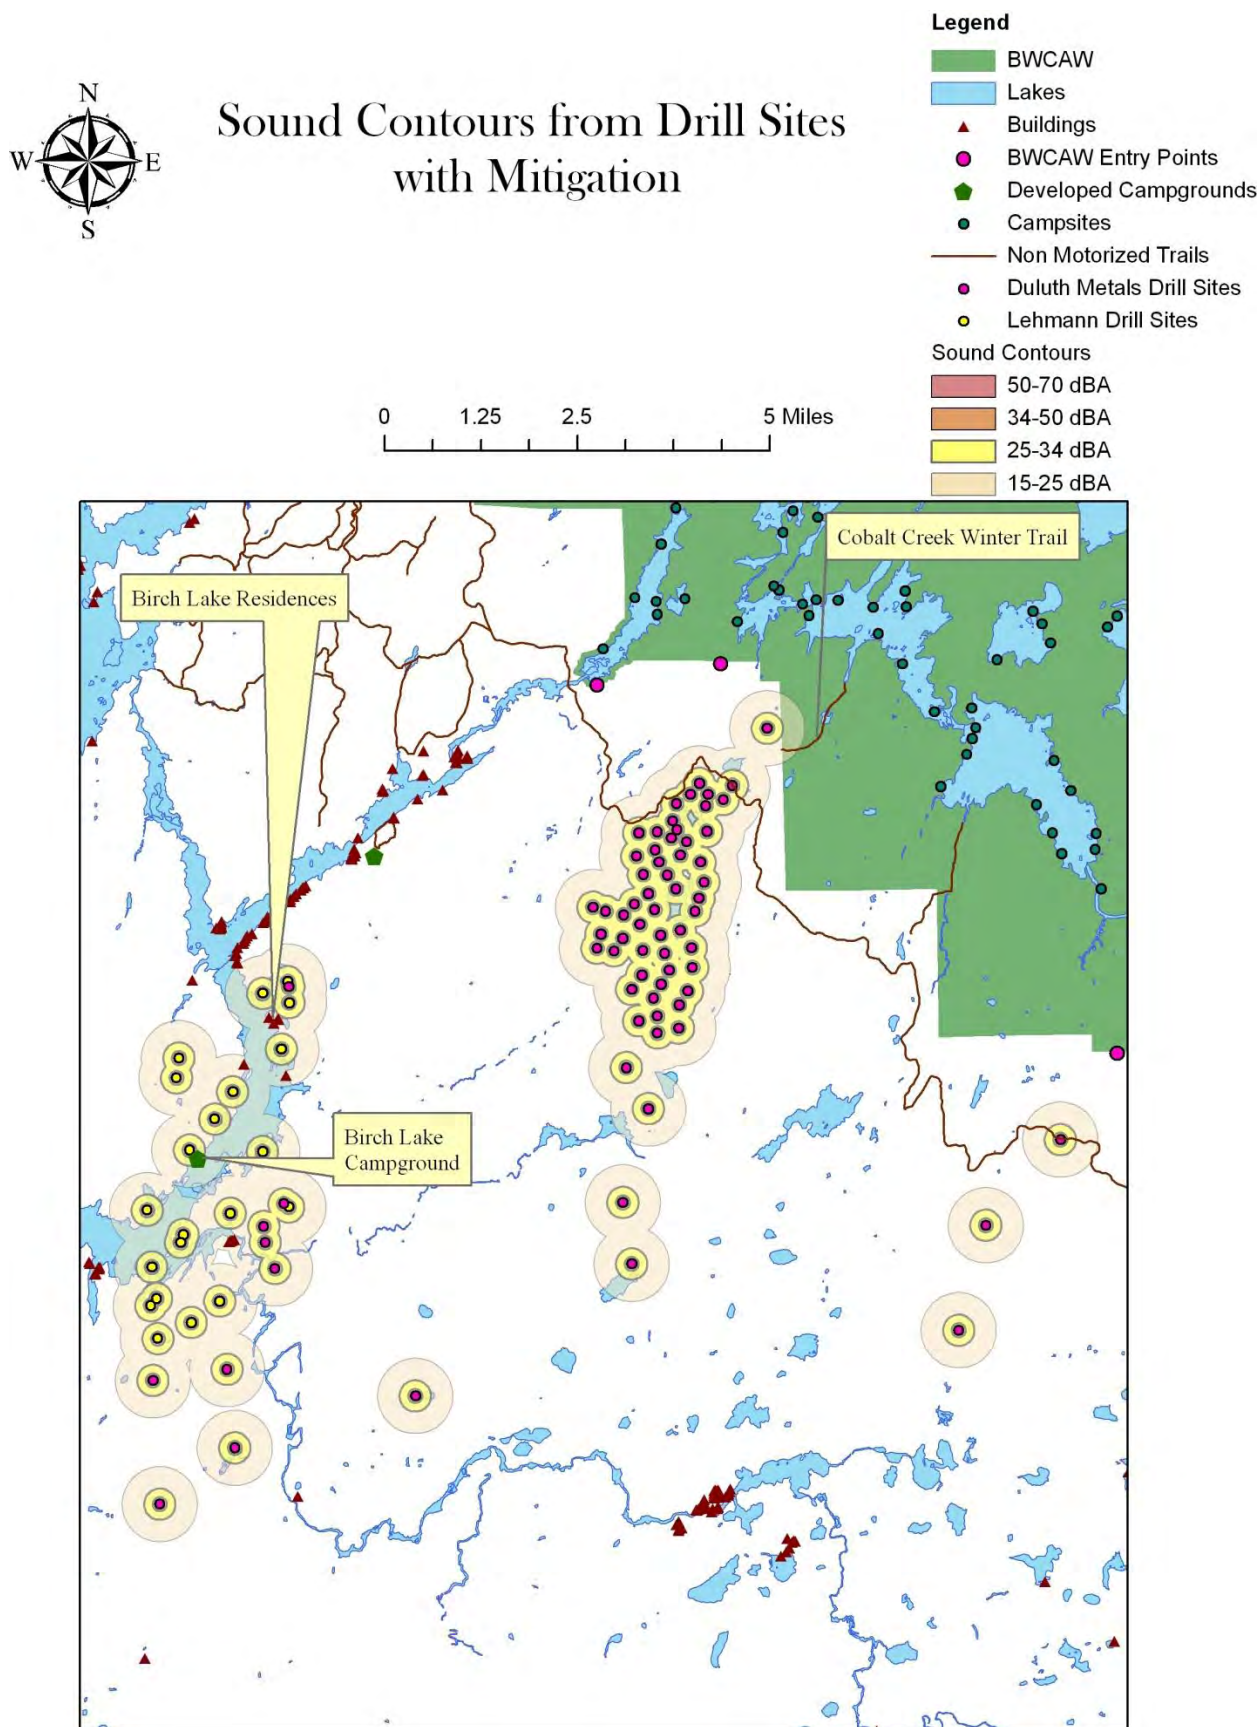 Legend
BWCAW
Lakes
Buildings
BWCAW Entry Points
Developed Campgrounds
Campsites
Non Motorized Trails
Duluth Metals Drill Sites
Lehmann Drill Sites
Sound Contours
50-70 dBA
34-50 dBA
25-34 dBA
15-25 dBA
N
W E
S
Sound Contours from Drill Sites
with Mitigation
0 1.25 2.5 5 Miles
Cobalt Creek Winter Trail
Birch Lake Residences
Birch Lake
Campground